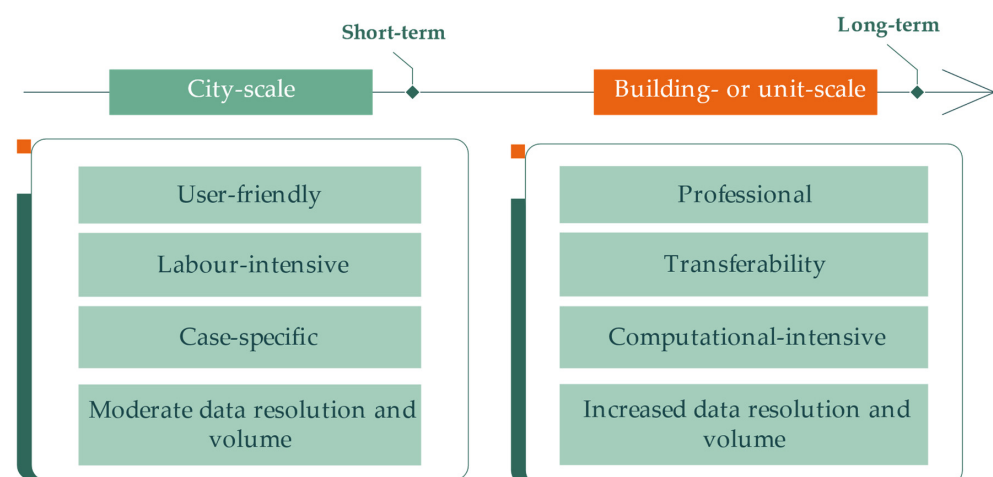 Short-term
Long-term
City-scale
Building- or unit-scale
User-friendly
Labour-intensive
Case-specific
Moderate data resolution and
volume
Professional
Transferability
Computational-intensive
Increased data resolution and
volume